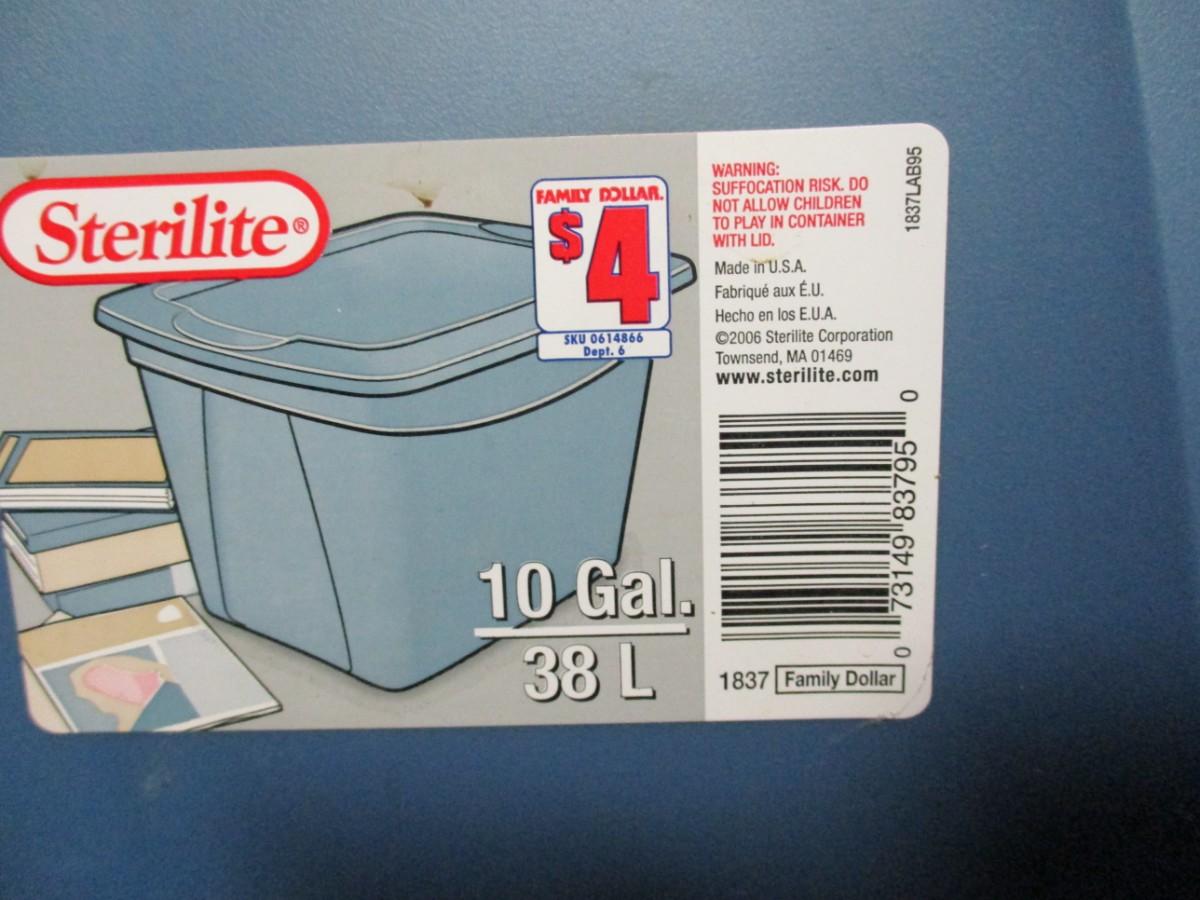 Sterilite®
FAMILY DOLLAR.
$4
SKU 0614866
Dept. 6
10 Gal.
38 L
WARNING:
SUFFOCATION RISK. DO
NOT ALLOW CHILDREN
TO PLAY IN CONTAINER
WITH LID.
Made in U.S.A.
Fabriqué aux É.U.
Hecho en los E.U.A.
©2006 Sterilite Corporation
Townsend, MA 01469
www.sterilite.com
1837LAB95
0 73149 83795 0
1837 Family Dollar